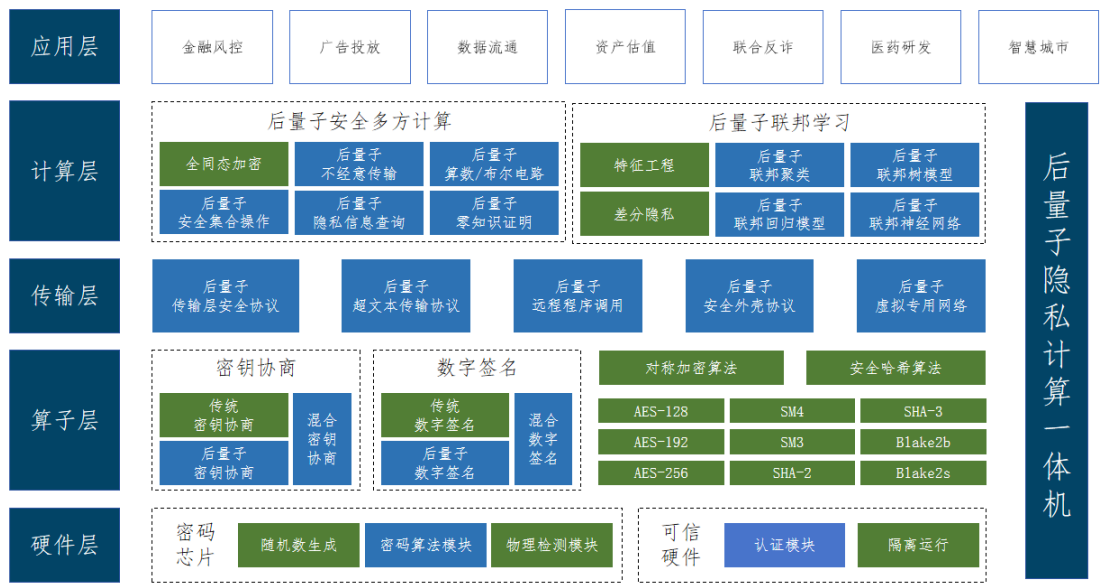 应用层
金融风控
广告投放
数据流通
资产估值
联合反诈
医药研发
智慧城市
计算层
后量子安全多方计算
全同态加密
后量子
不经意传输
后量子
算数/布尔电路
后量子
安全集合操作
后量子
隐私信息查询
后量子
零知识证明
后量子联邦学习
特征工程
后量子
联邦聚类
后量子
联邦树模型
差分隐私
后量子
联邦回归模型
后量子
联邦神经网络
传输层
后量子
传输层安全协议
后量子
超文本传输协议
后量子
远程程序调用
后量子
安全外壳协议
后量子
虚拟专用网络
算子层
密钥协商
传统
密钥协商
后量子
密钥协商
混合
密钥
协商
数字签名
传统
数字签名
后量子
数字签名
混合
数字
签名
对称加密算法
安全哈希算法
AES-128
SM4
SHA-3
AES-192
SM3
Blake2b
AES-256
SHA-2
Blake2s
硬件层
密码
芯片
随机数生成
密码算法模块
物理检测模块
可信
硬件
认证模块
隔离运行
后量子隐私计算一体机